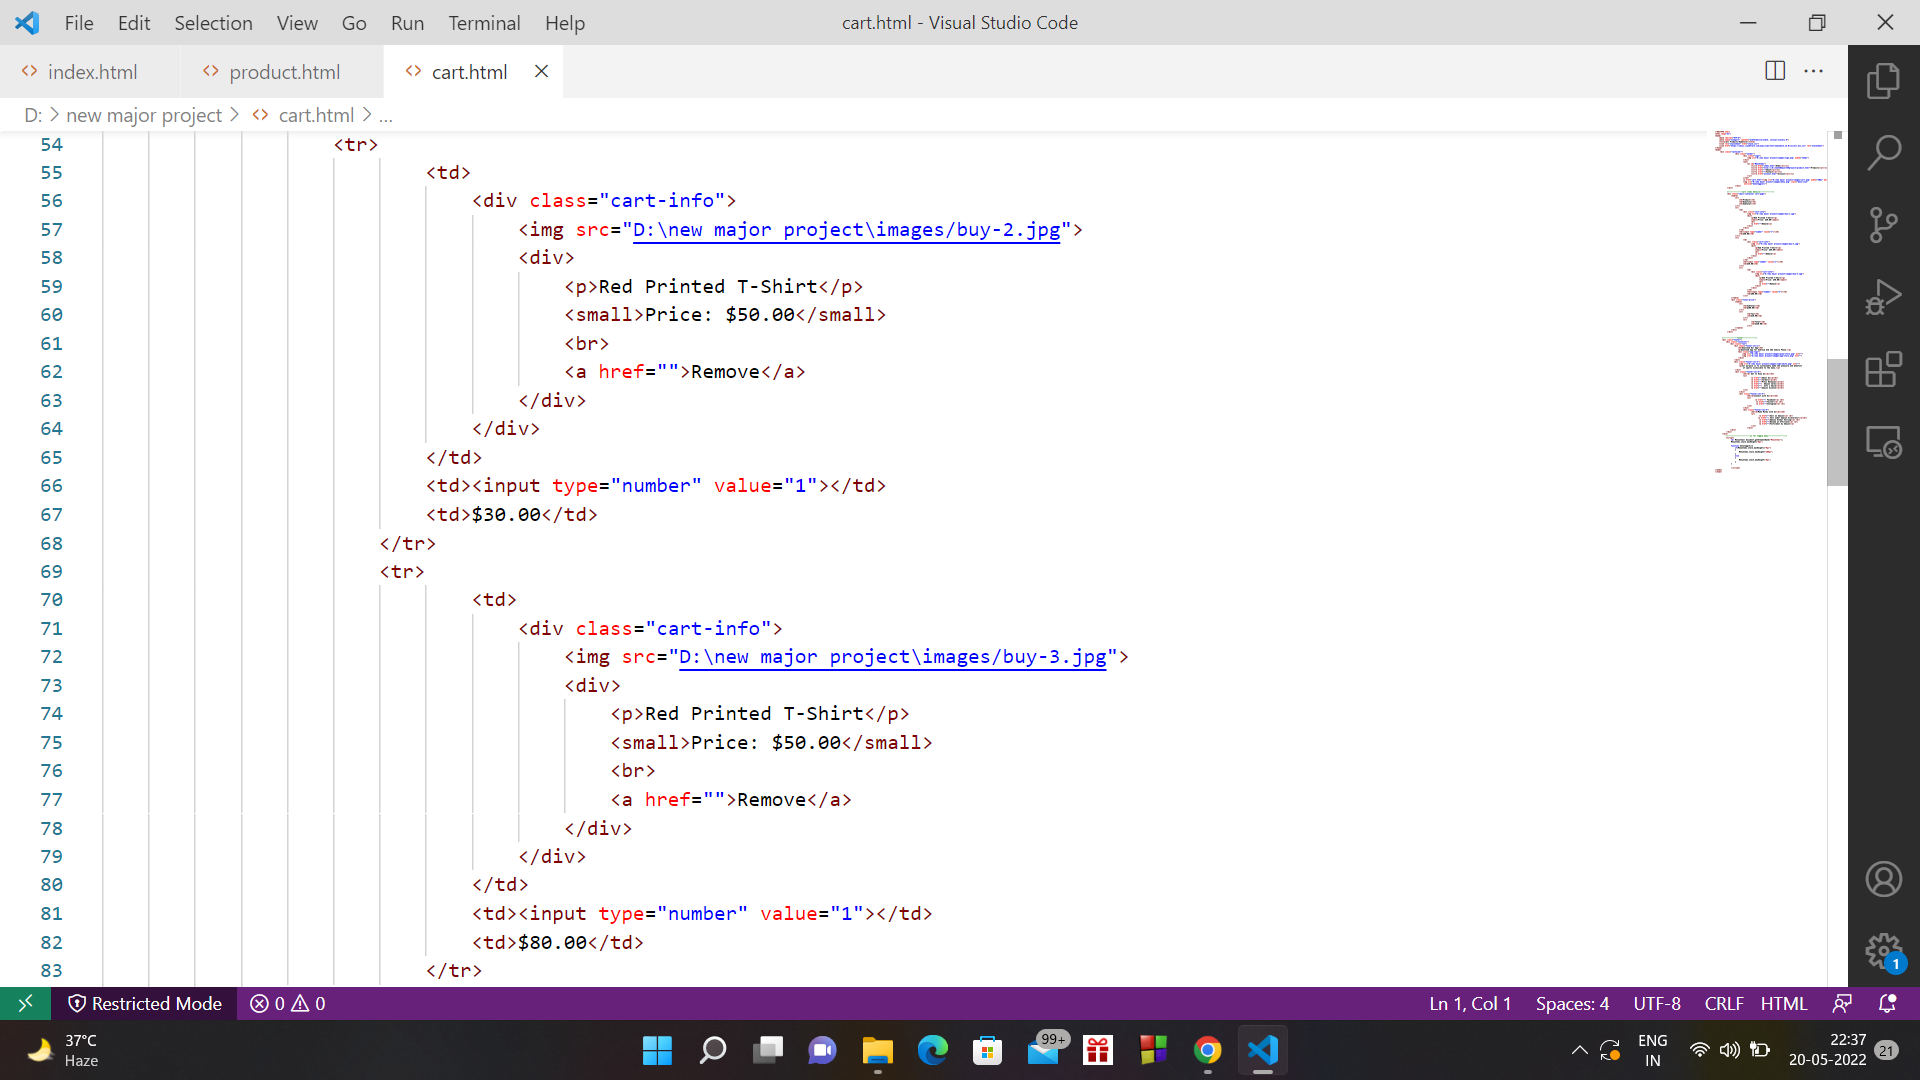 File Edit Selection View Go Run Terminal Help cart.html - Visual Studio Code
index.html product.html cart.html
D: > new major project > cart.html > ...
54 <tr>
55 <td>
56 <div class="cart-info">
57 <img src="D:\new major project\images/buy-2.jpg">
58 <div>
59 <p>Red Printed T-Shirt</p>
60 <small>Price: $50.00</small>
61 <br>
62 <a href="">Remove</a>
63 </div>
64 </div>
65 </td>
66 <td><input type="number" value="1"></td>
67 <td>$30.00</td>
68 </tr>
69 <tr>
70 <td>
71 <div class="cart-info">
72 <img src="D:\new major project\images/buy-3.jpg">
73 <div>
74 <p>Red Printed T-Shirt</p>
75 <small>Price: $50.00</small>
76 <br>
77 <a href="">Remove</a>
78 </div>
79 </div>
80 </td>
81 <td><input type="number" value="1"></td>
82 <td>$80.00</td>
83 </tr>
1
Restricted Mode 0 0 Ln 1, Col 1 Spaces: 4 UTF-8 CRLF HTML
37°C
Haze
99+
ENG
IN
22:37
20-05-2022
21